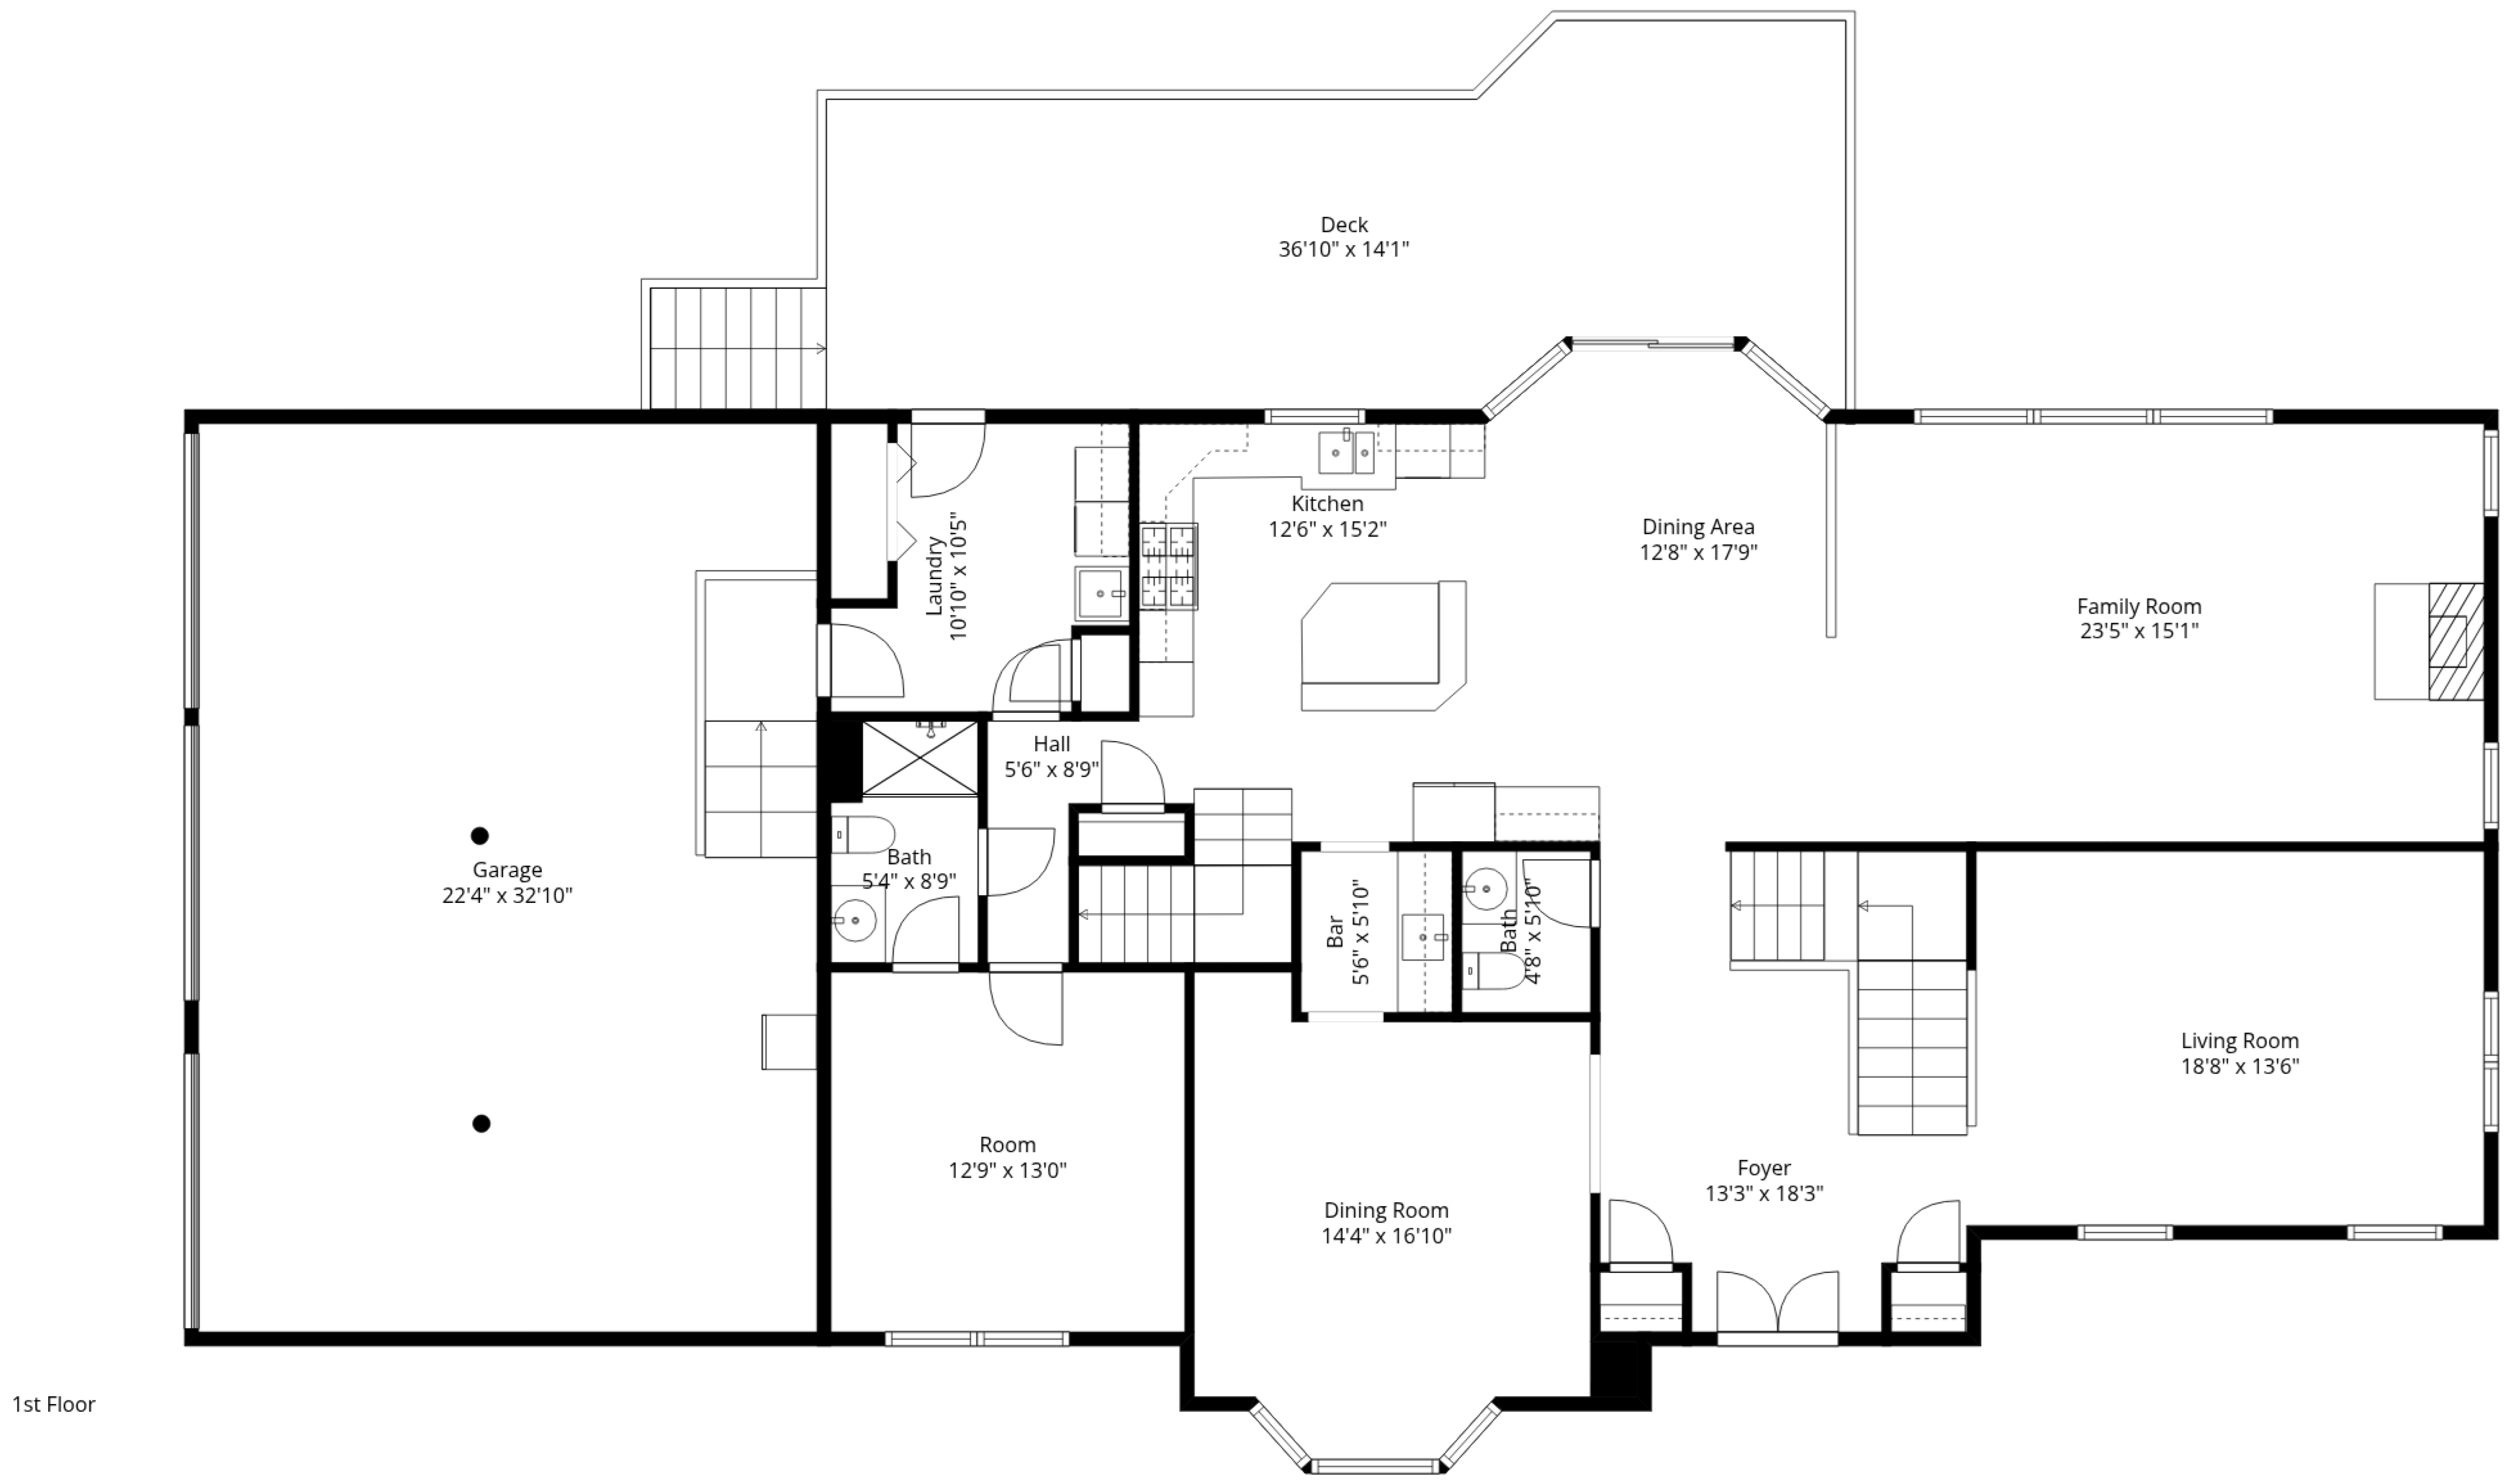 Deck
36'10" x 14'1"
Kitchen
12'6" x 15'2"
Dining Area
12'8" x 17'9"
Laundry
10'10" x 10'5"
Family Room
23'5" x 15'1"
Hall
5'6" x 8'9"
Bath
5'4" x 8'9"
Garage
22'4" x 32'10"
Bar
5'6" x 5'10"
Bath
4'8" x 5'10"
Living Room
18'8" x 13'6"
Room
12'9" x 13'0"
Foyer
13'3" x 18'3"
Dining Room
14'4" x 16'10"
1st Floor